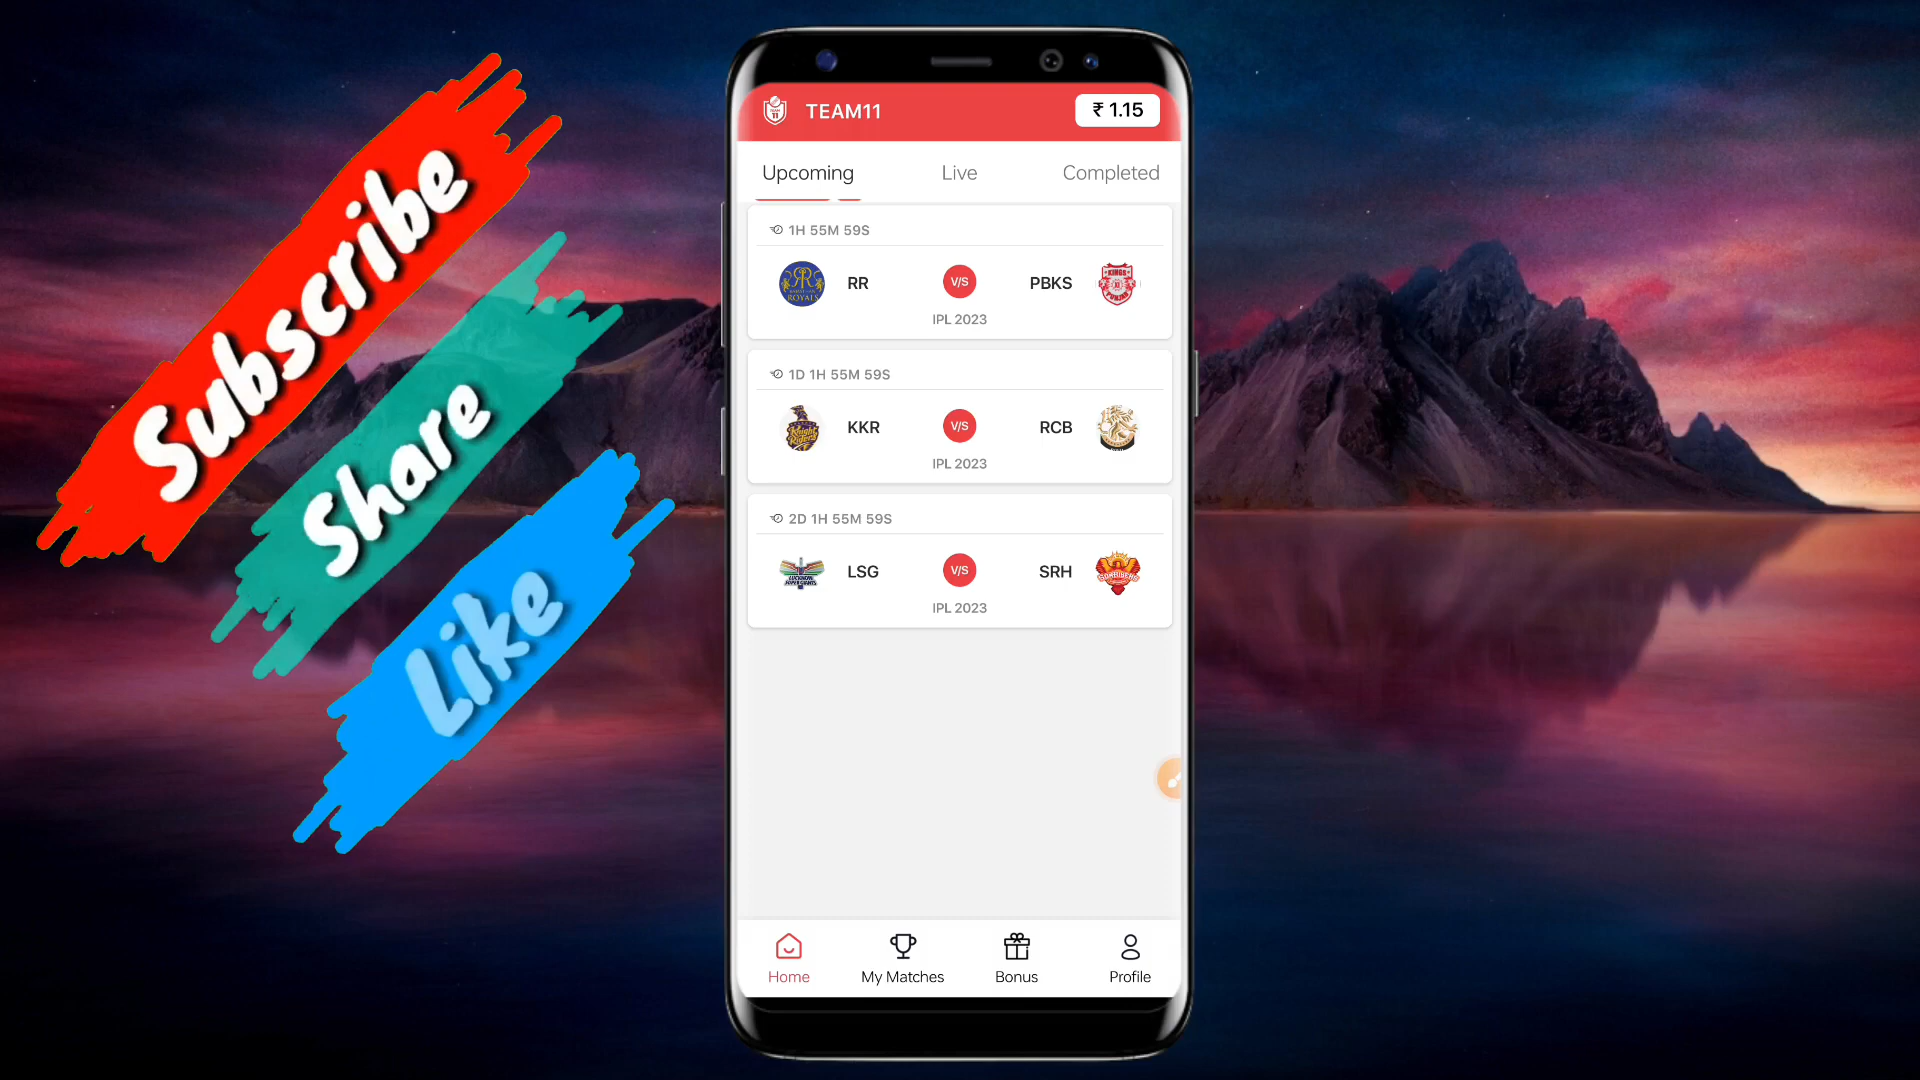 Subscribe
Share
Like
TEAM11
₹ 1.15
Upcoming
Live
Completed
1H 55M 59S
RR
V/S
PBKS
IPL 2023
1D 1H 55M 59S
KKR
V/S
RCB
IPL 2023
2D 1H 55M 59S
LSG
V/S
SRH
IPL 2023
Home
My Matches
Bonus
Profile